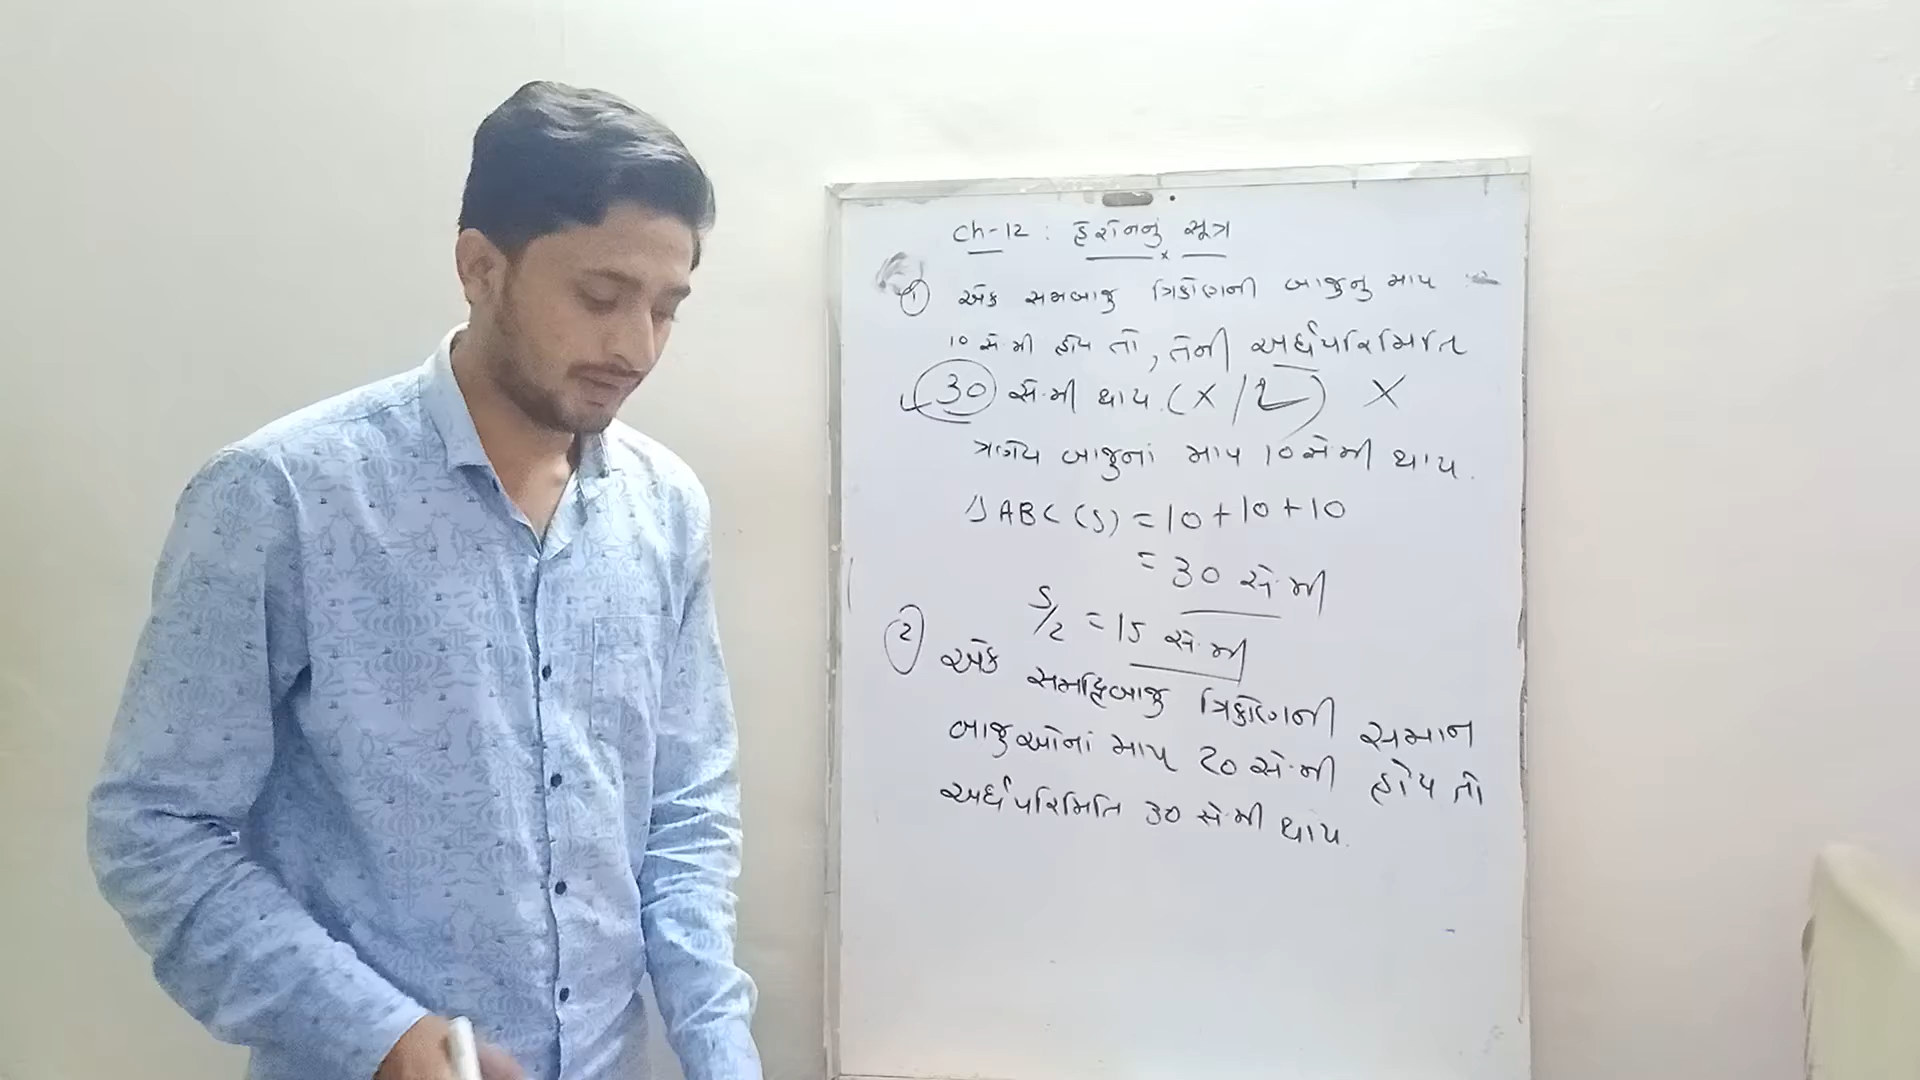 Ch-12 : હેરોનનું સૂત્ર
① એક સમબાજુ ત્રિકોણની બાજુનુ માપ
10 સે.મી હોય તો, તેની અર્ધપરિમિતિ
30 સે.મી થાય. (X/✓) X
ત્રણેય બાજુનાં માપ 10 સે.મી થાય.
△ABC (S) = 10+10+10
= 30 સે.મી
S/2 = 15 સે.મી
② એક સમદ્વિબાજુ ત્રિકોણની સમાન
બાજુઓનાં માપ 20 સે.મી હોય તો
અર્ધપરિમિતિ 30 સે.મી થાય.